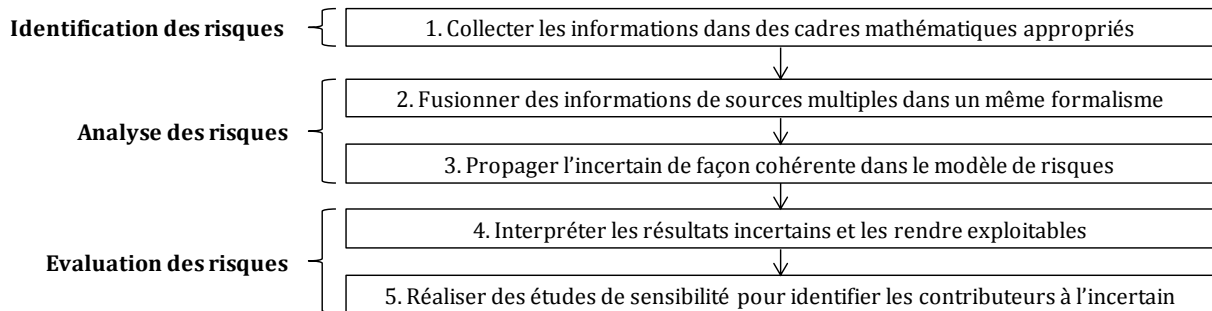 Identification des risques
1. Collecter les informations dans des cadres mathématiques appropriés
Analyse des risques
2. Fusionner des informations de sources multiples dans un même formalisme
3. Propager l’incertain de façon cohérente dans le modèle de risques
Evaluation des risques
4. Interpréter les résultats incertains et les rendre exploitables
5. Réaliser des études de sensibilité pour identifier les contributeurs à l’incertain